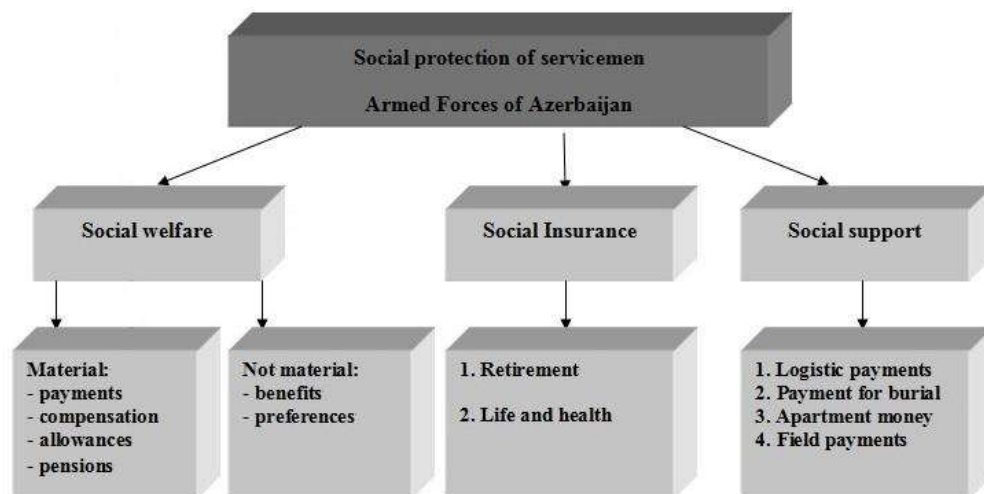 Social protection of servicemen
Armed Forces of Azerbaijan
Social welfare
Social Insurance
Social support
Material:
- payments
- compensation
- allowances
- pensions
Not material:
- benefits
- preferences
1. Retirement
2. Life and health
1. Logistic payments
2. Payment for burial
3. Apartment money
4. Field payments